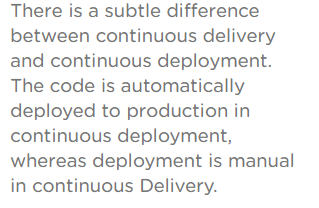 There is a subtle difference
between continuous delivery
and continuous deployment.
The code is automatically
deployed to production in
continuous deployment,
whereas deployment is manual
in continuous Delivery.